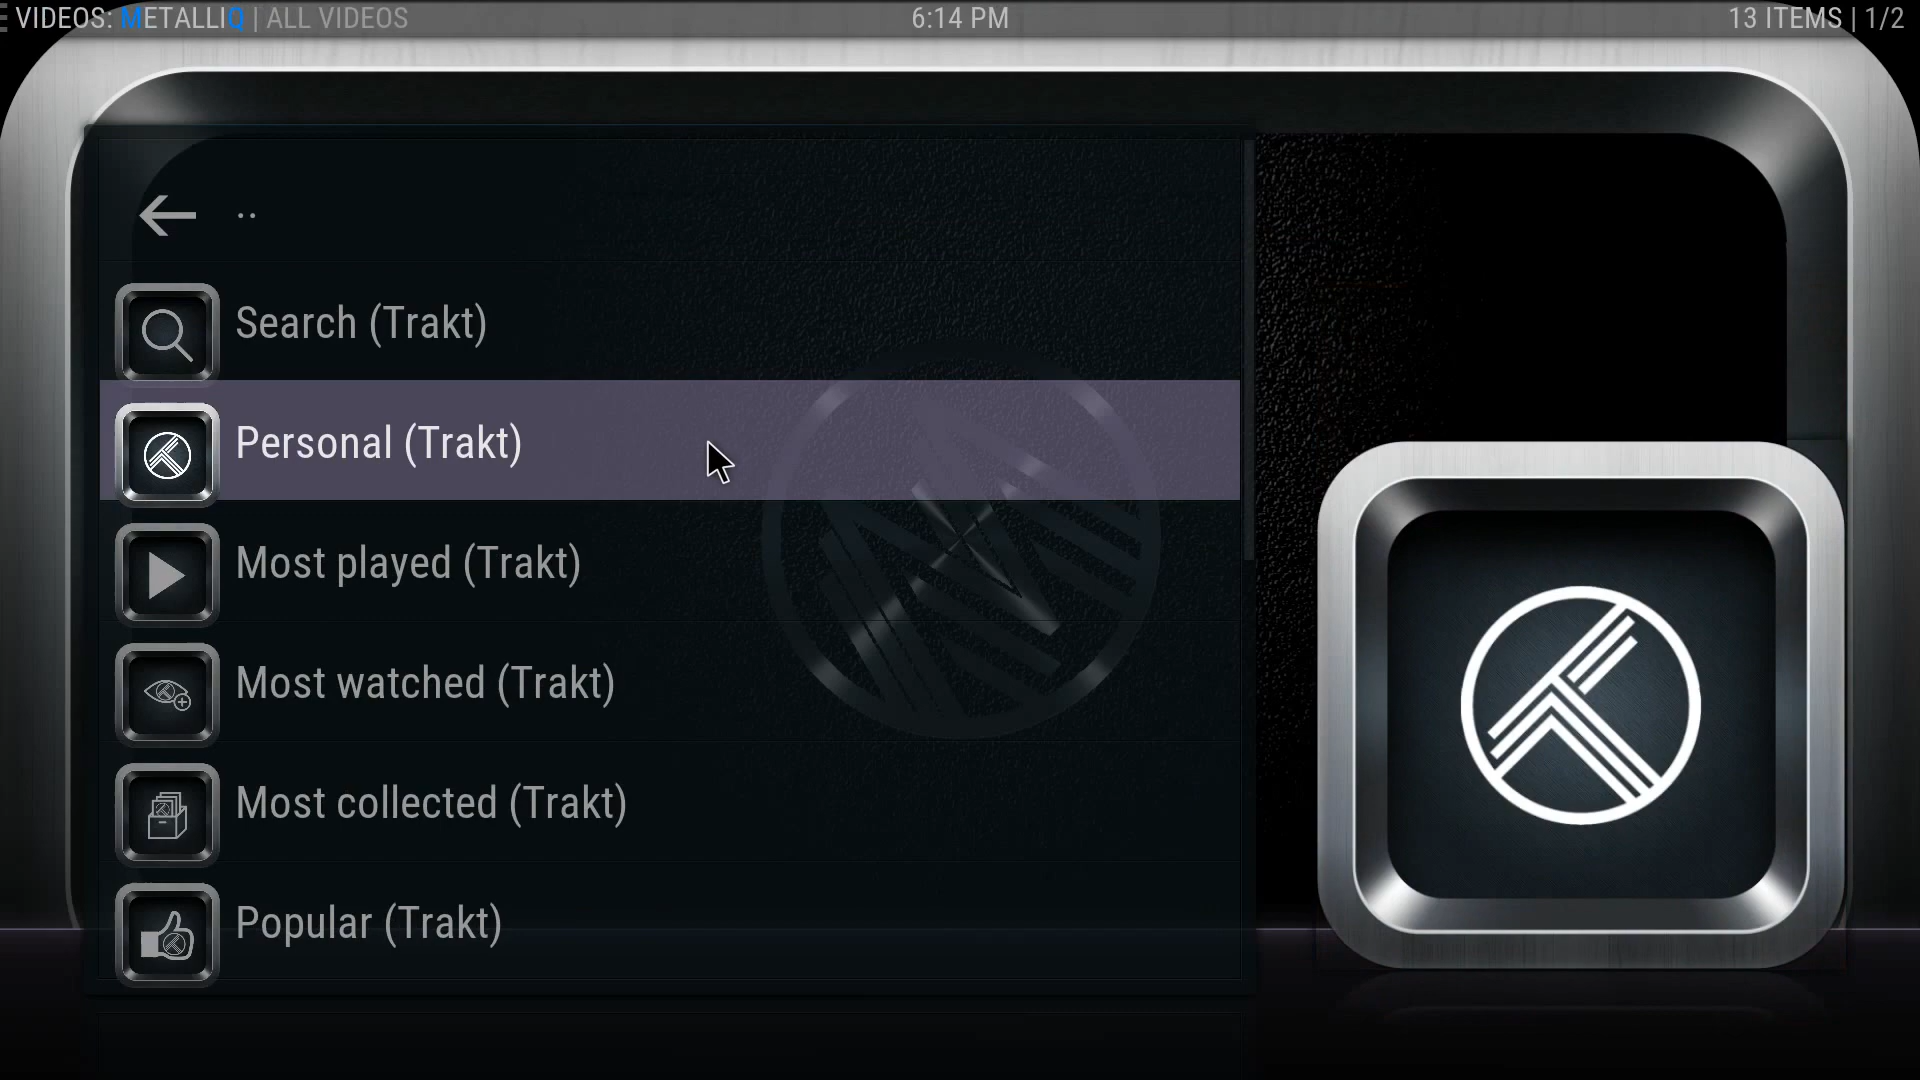 VIDEOS: METALLIQ | ALL VIDEOS
6:14 PM
13 ITEMS | 1/2
..
Search (Trakt)
Personal (Trakt)
Most played (Trakt)
Most watched (Trakt)
Most collected (Trakt)
Popular (Trakt)